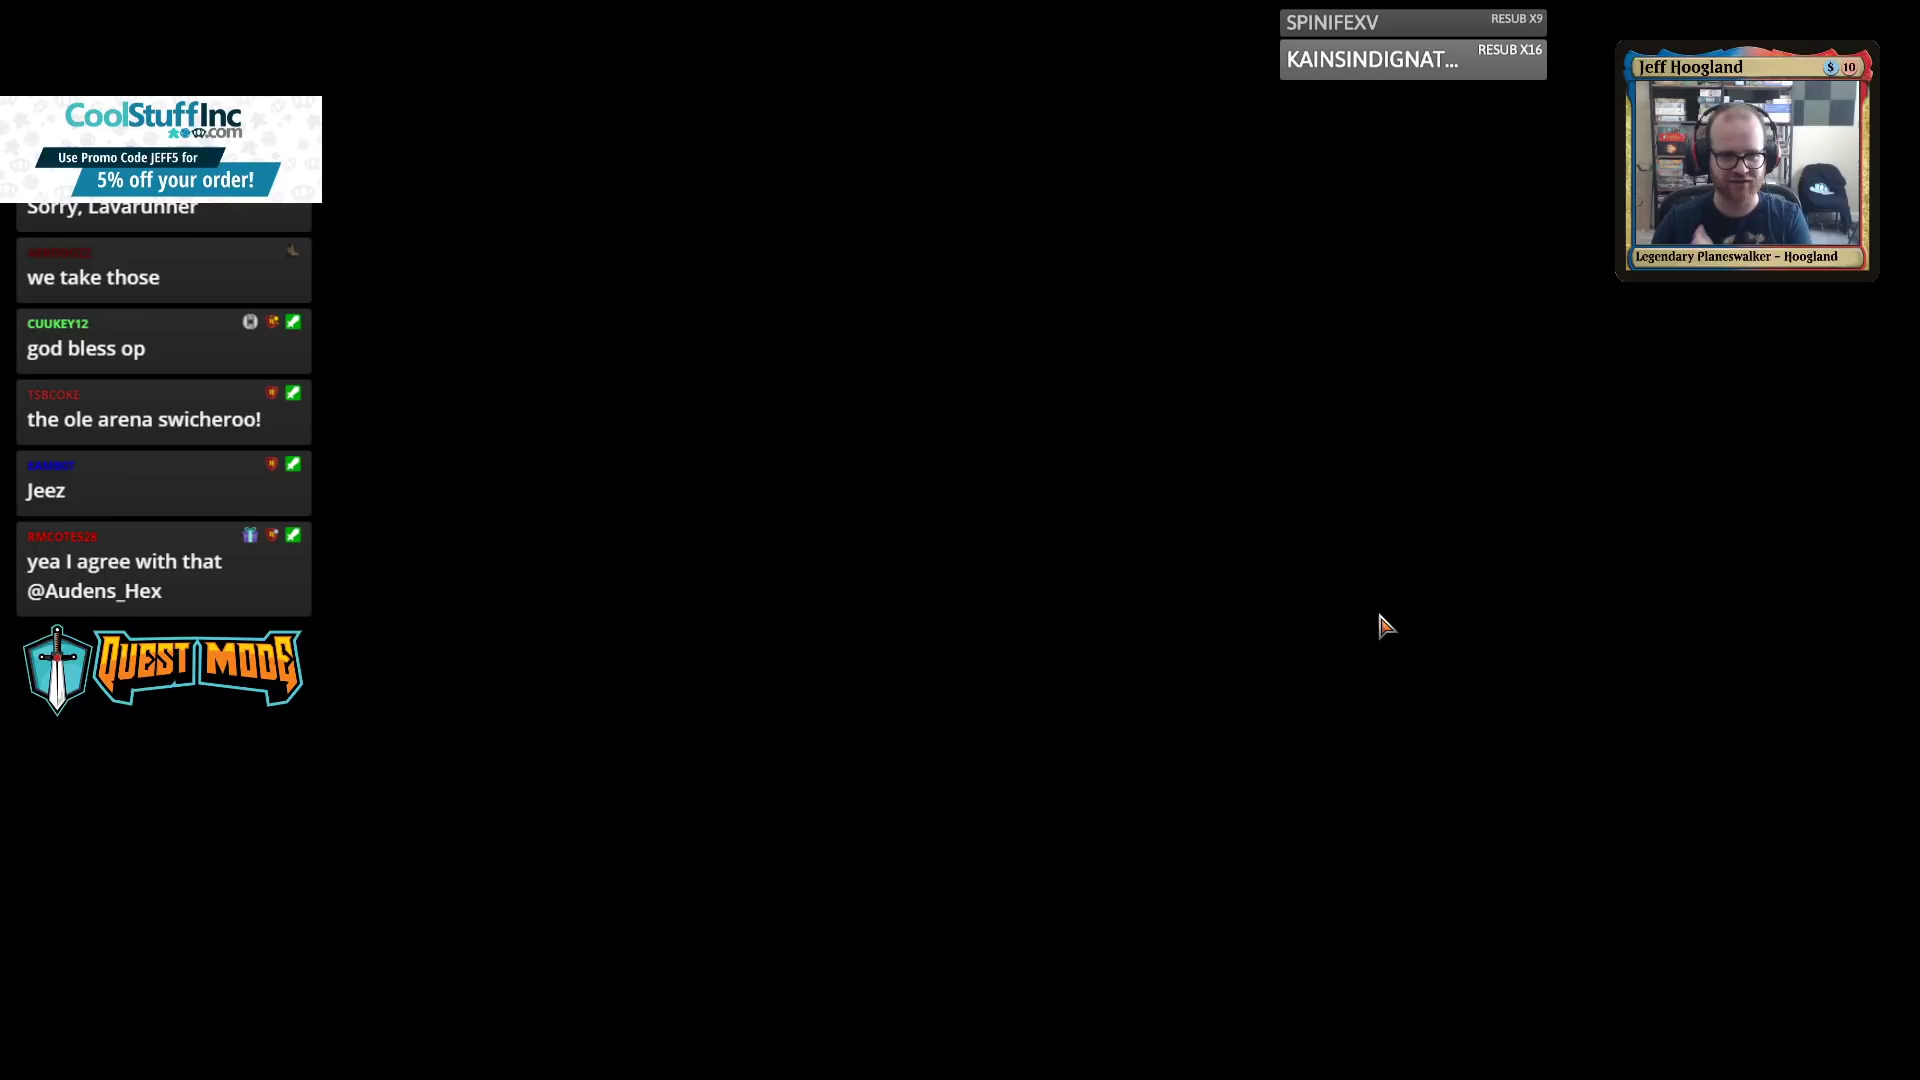 SPINIFEXV RESUB X9
KAINSINDIGNAT... RESUB X16
Jeff Hoogland $ 10
Legendary Planeswalker - Hoogland
CoolStuffInc
.com
Use Promo Code JEFF5 for
5% off your order!
Sorry, Lavarunner
we take those
CUUKEY12
god bless op
TSBCOKE
the ole arena swicheroo!
Jeez
RMCOTE528
yea I agree with that
@Audens_Hex
QUEST MODE